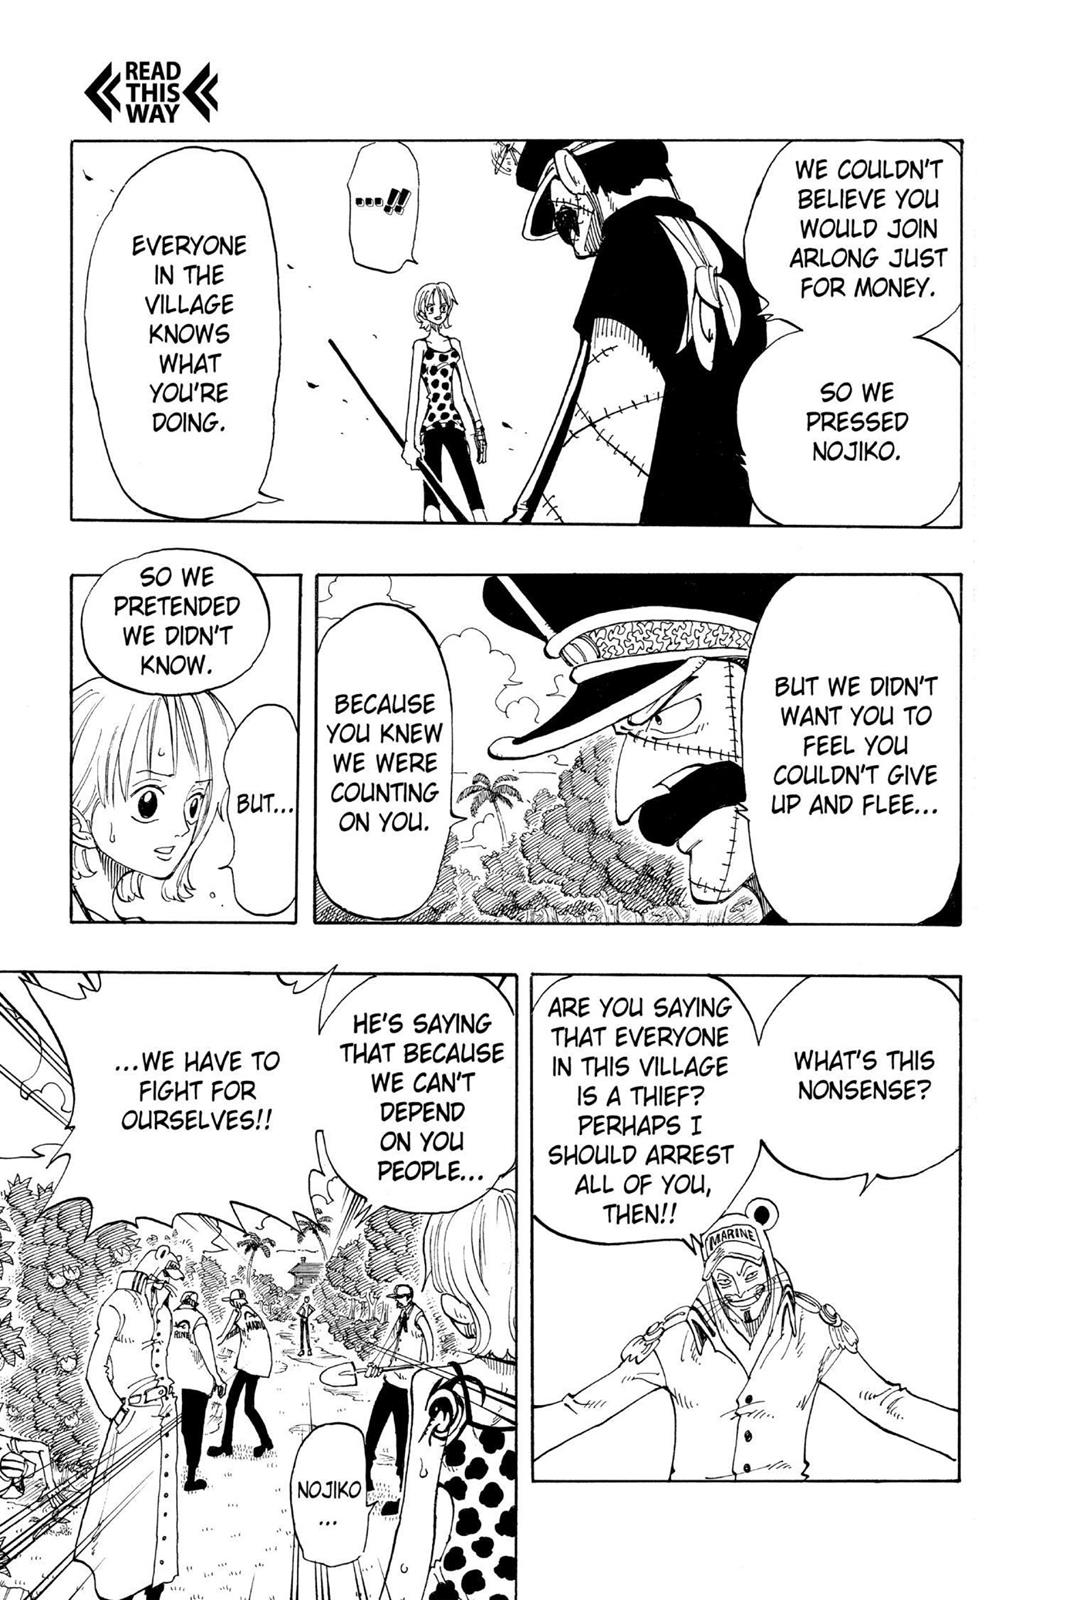 READ
THIS
WAY
WE COULDN'T
BELIEVE YOU
WOULD JOIN
ARLONG JUST
FOR MONEY.
SO WE
PRESSED
NOJIKO.
...!!
EVERYONE
IN THE
VILLAGE
KNOWS
WHAT
YOU'RE
DOING.
BUT WE DIDN'T
WANT YOU TO
FEEL YOU
COULDN'T GIVE
UP AND FLEE...
BECAUSE
YOU KNEW
WE WERE
COUNTING
ON YOU.
SO WE
PRETENDED
WE DIDN'T
KNOW.
BUT...
WHAT'S THIS
NONSENSE?
ARE YOU SAYING
THAT EVERYONE
IN THIS VILLAGE
IS A THIEF?
PERHAPS I
SHOULD ARREST
ALL OF YOU,
THEN!!
MARINE
HE'S SAYING
THAT BECAUSE
WE CAN'T
DEPEND
ON YOU
PEOPLE...
...WE HAVE TO
FIGHT FOR
OURSELVES!!
NOJIKO
...